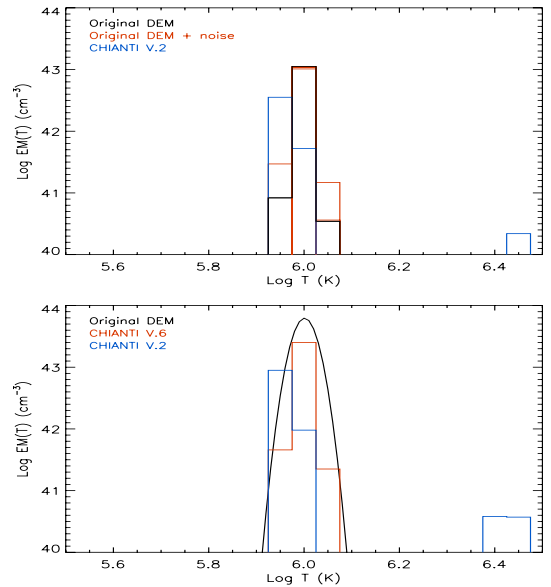 Original DEM
Original DEM + noise
CHIANTI V.2
Log EM(T) (cm⁻³)
44
43
42
41
40
5.6
5.8
6.0
6.2
6.4
Log T (K)
Original DEM
CHIANTI V.6
CHIANTI V.2
Log EM(T) (cm⁻³)
44
43
42
41
40
5.6
5.8
6.0
6.2
6.4
Log T (K)